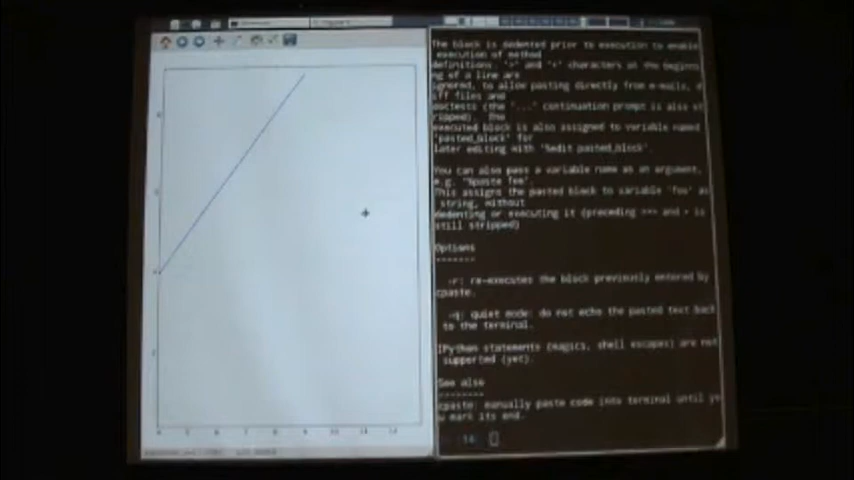 The block is dedented prior to execution to enable
execution of method
definitions. '>' and '+' characters at the beginni
ng of a line are
ignored, to allow pasting directly from e-mails, d
iff files and
doctests (the '...' continuation prompt is also st
ripped). The
executed block is also assigned to variable named
'pasted_block' for
later editing with '%edit pasted_block'.
You can also pass a variable name as an argument,
e.g. '%paste foo'.
This assigns the pasted block to variable 'foo' as
string, without
dedenting or executing it (preceding >>> and + is
still stripped)
Options
-------
-r: re-executes the block previously entered by
cpaste.
-q: quiet mode: do not echo the pasted text back
to the terminal.
IPython statements (magics, shell escapes) are not
supported (yet).
See also
--------
cpaste: manually paste code into terminal until yo
u mark its end.